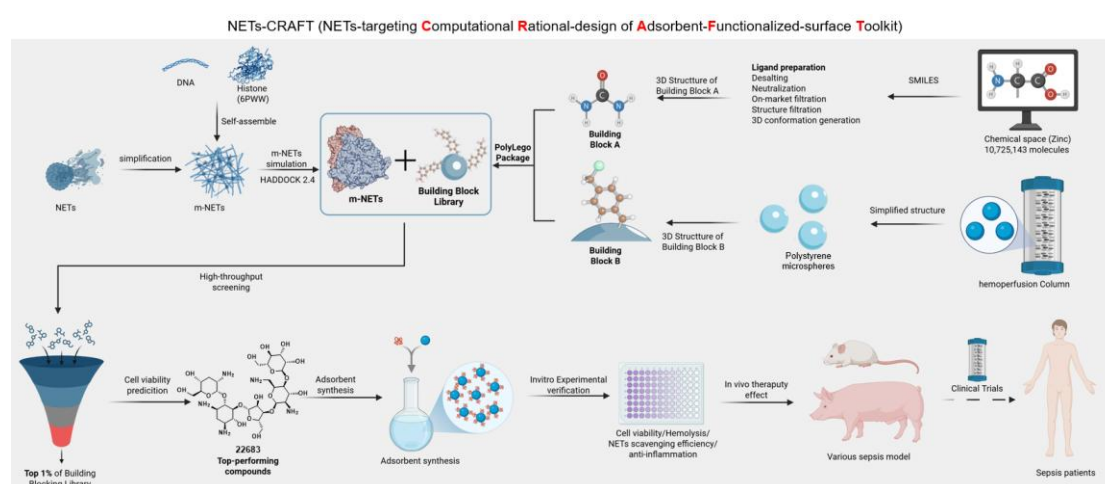 NETs-CRAFT (NETs-targeting Computational Rational-design of Adsorbent-Functionalized-surface Toolkit)
DNA
Histone
(6PWW)
Self-assemble
simplification
NETs
m-NETs
m-NETs
simulation
HADDOCK 2.4
m-NETs
Building Block
Library
PolyLego
Package
Building
Block A
3D Structture of
Building Block A
Ligand preparation
Desalting
Neutralization
On-market filtration
Structure filtration
3D conformation generation
SMILES
Chemical space (Zinc)
10,725,143 molecules
Building
Block B
3D Structture of
Building Block B
Polystyrene
microspheres
Simplified structure
hemoperfusion Column
High-throughput
screening
Top 1% of Building
Blocking Library
Cell viability
predicition
22683
Top-performing
compounds
Adsorbent
synthesis
Adsorbent synthesis
Invitro Experimental
verification
Cell viability/Hemolysis/
NETs scavenging efficiency/
anti-inflammation
In vivo theraputy
effect
Various sepsis model
Clinical Trials
Sepsis patients